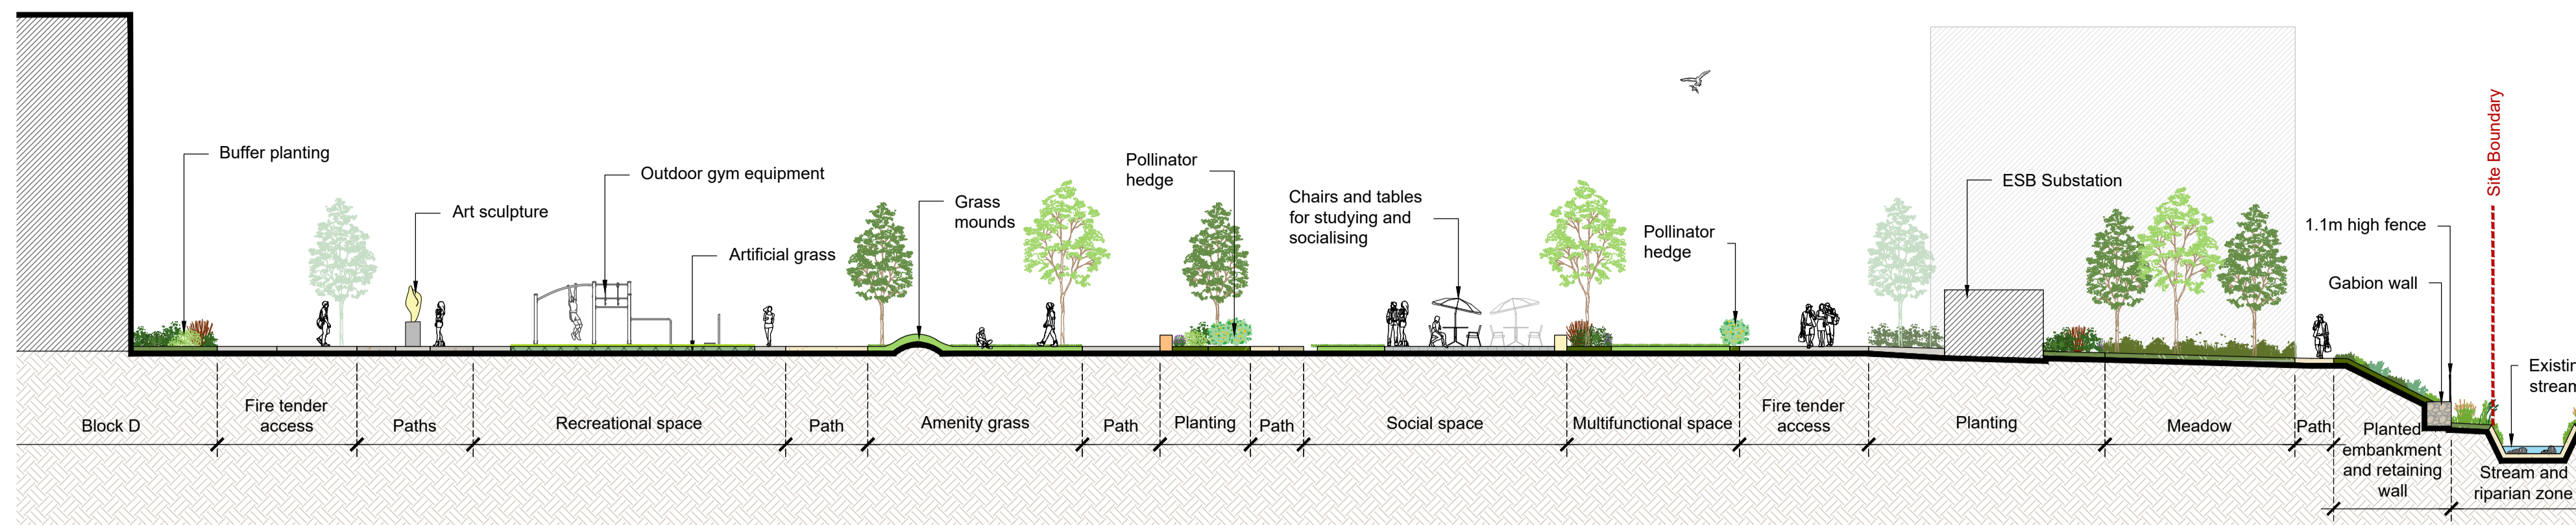 Buffer planting
Art sculpture
Outdoor gym equipment
Artificial grass
Grass
mounds
Pollinator
hedge
Chairs and tables
for studying and
socialising
Pollinator
hedge
ESB Substation
1.1m high fence
Gabion wall
Site Boundary
Existin
stream
Block D
Fire tender
access
Paths
Recreational space
Path
Amenity grass
Path
Planting
Path
Social space
Multifunctional space
Fire tender
access
Planting
Meadow
Path
Planted
embankment
and retaining
wall
Stream and
riparian zone